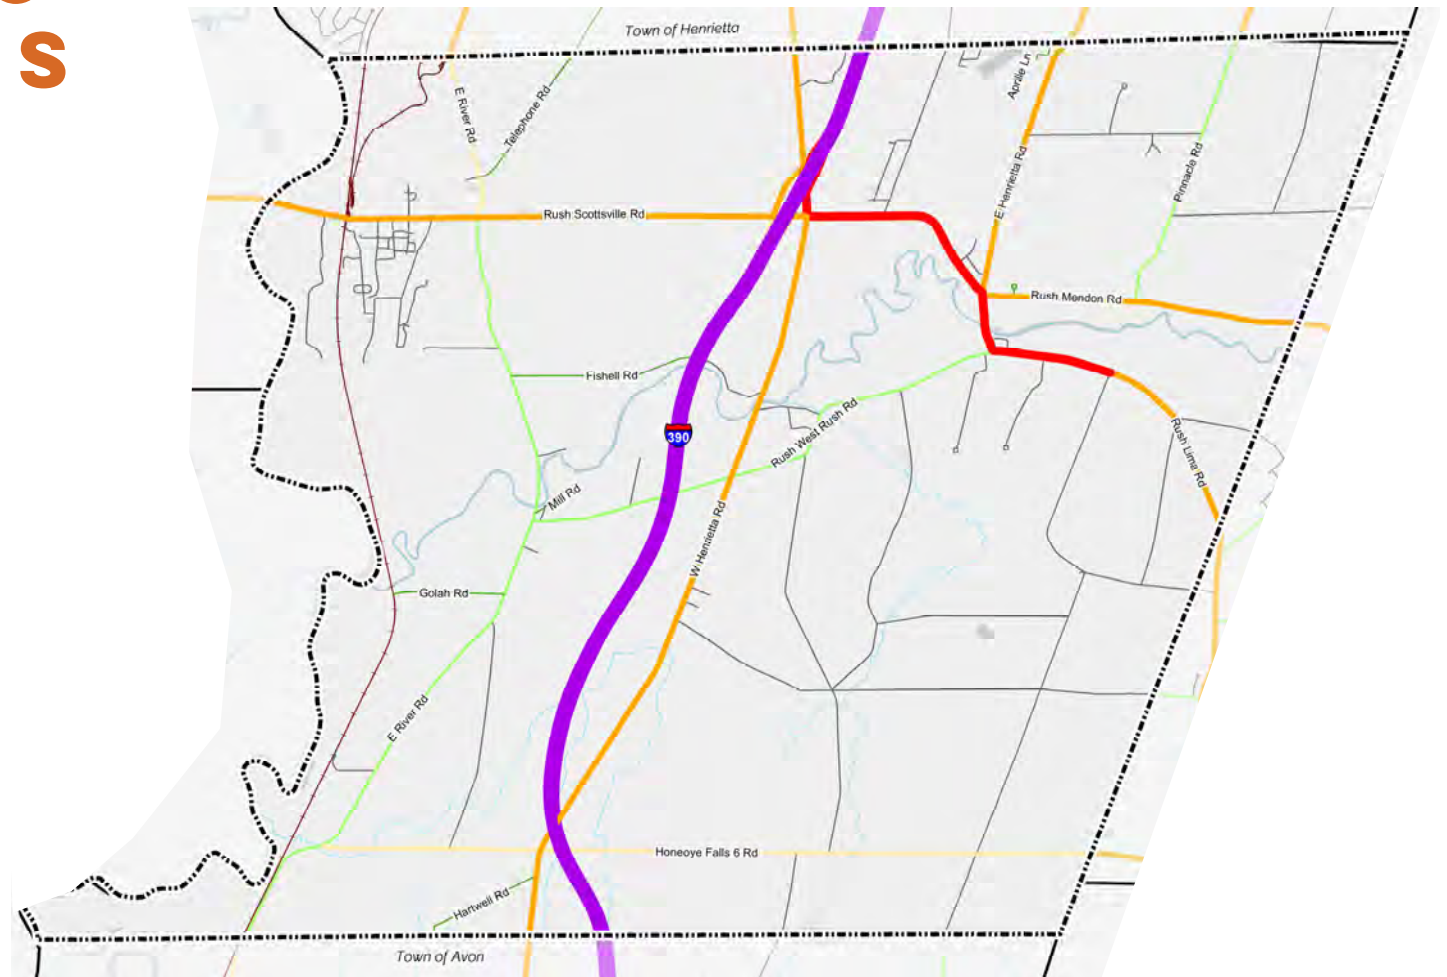 s
Town of Henrietta
E River Rd
Telephone Rd
Aprile Ln
E Henrietta Rd
Pinnacle Rd
Rush Scottsville Rd
Rush Mendon Rd
Fishell Rd
390
Rush West Rush Rd
Rush Lima Rd
Mill Rd
W Henrietta Rd
Golah Rd
E River Rd
Honeoye Falls 6 Rd
Hartwell Rd
Town of Avon